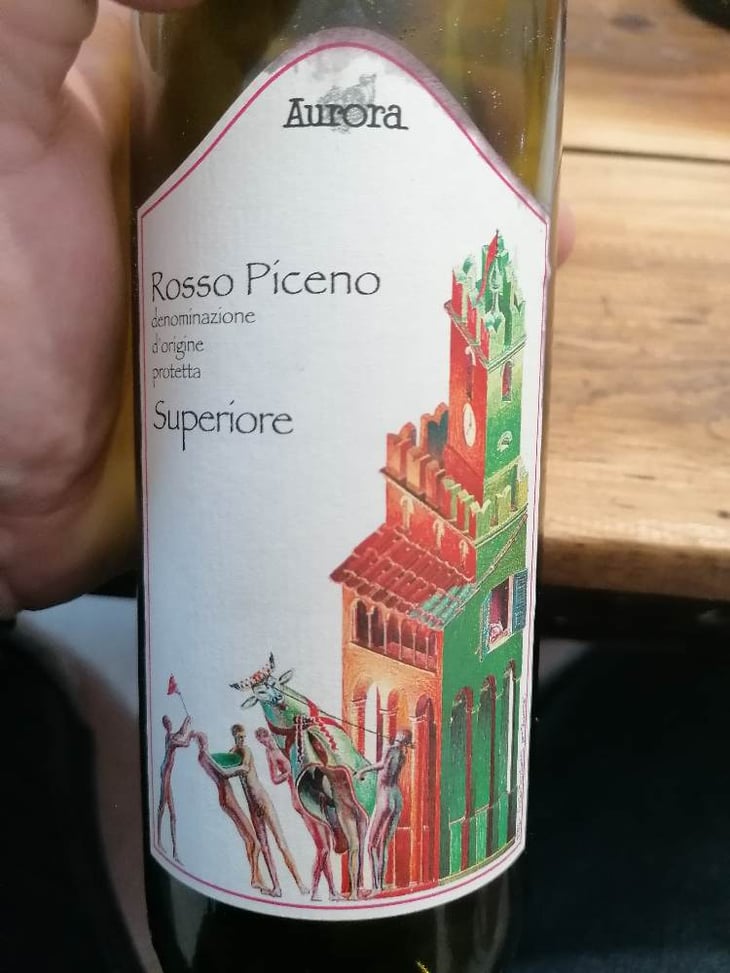 Aurora
Rosso Piceno
denominazione
d'origine
protetta
Superiore